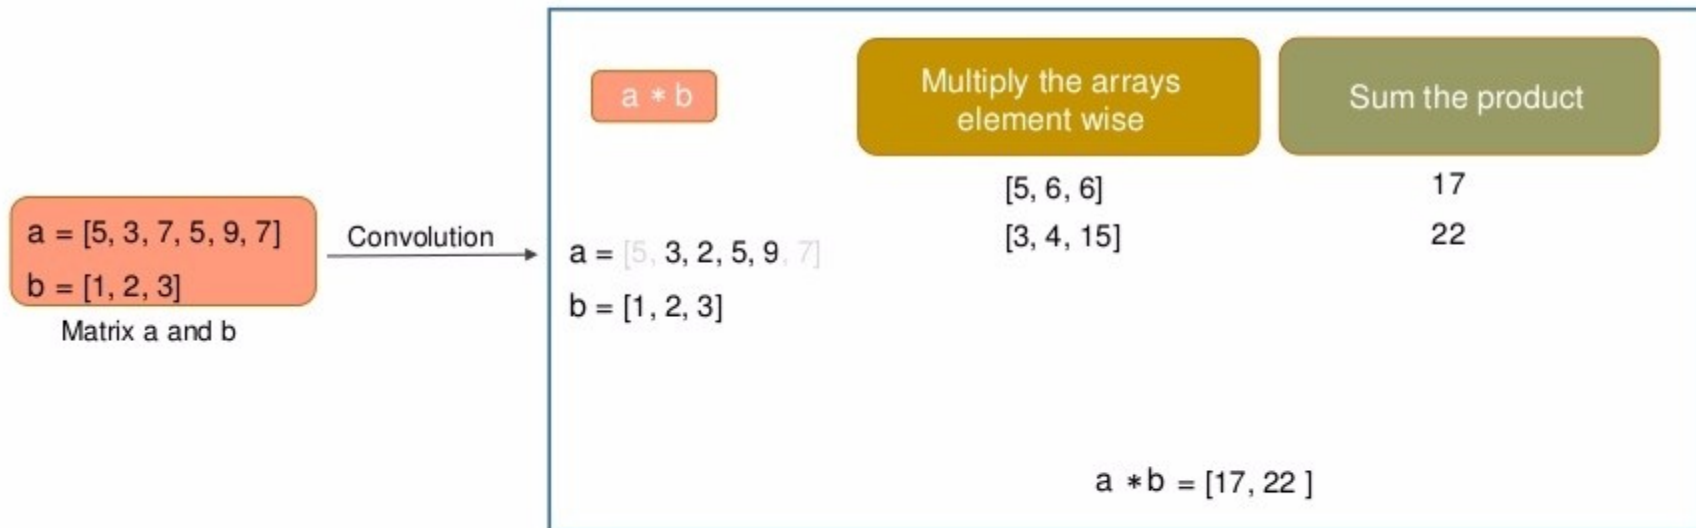 a = [5, 3, 7, 5, 9, 7]
b = [1, 2, 3]
Matrix a and b
Convolution
a * b
Multiply the arrays
element wise
Sum the product
[5, 6, 6]
17
[3, 4, 15]
22
a = [5, 3, 2, 5, 9, 7]
b = [1, 2, 3]
a *b = [17, 22 ]